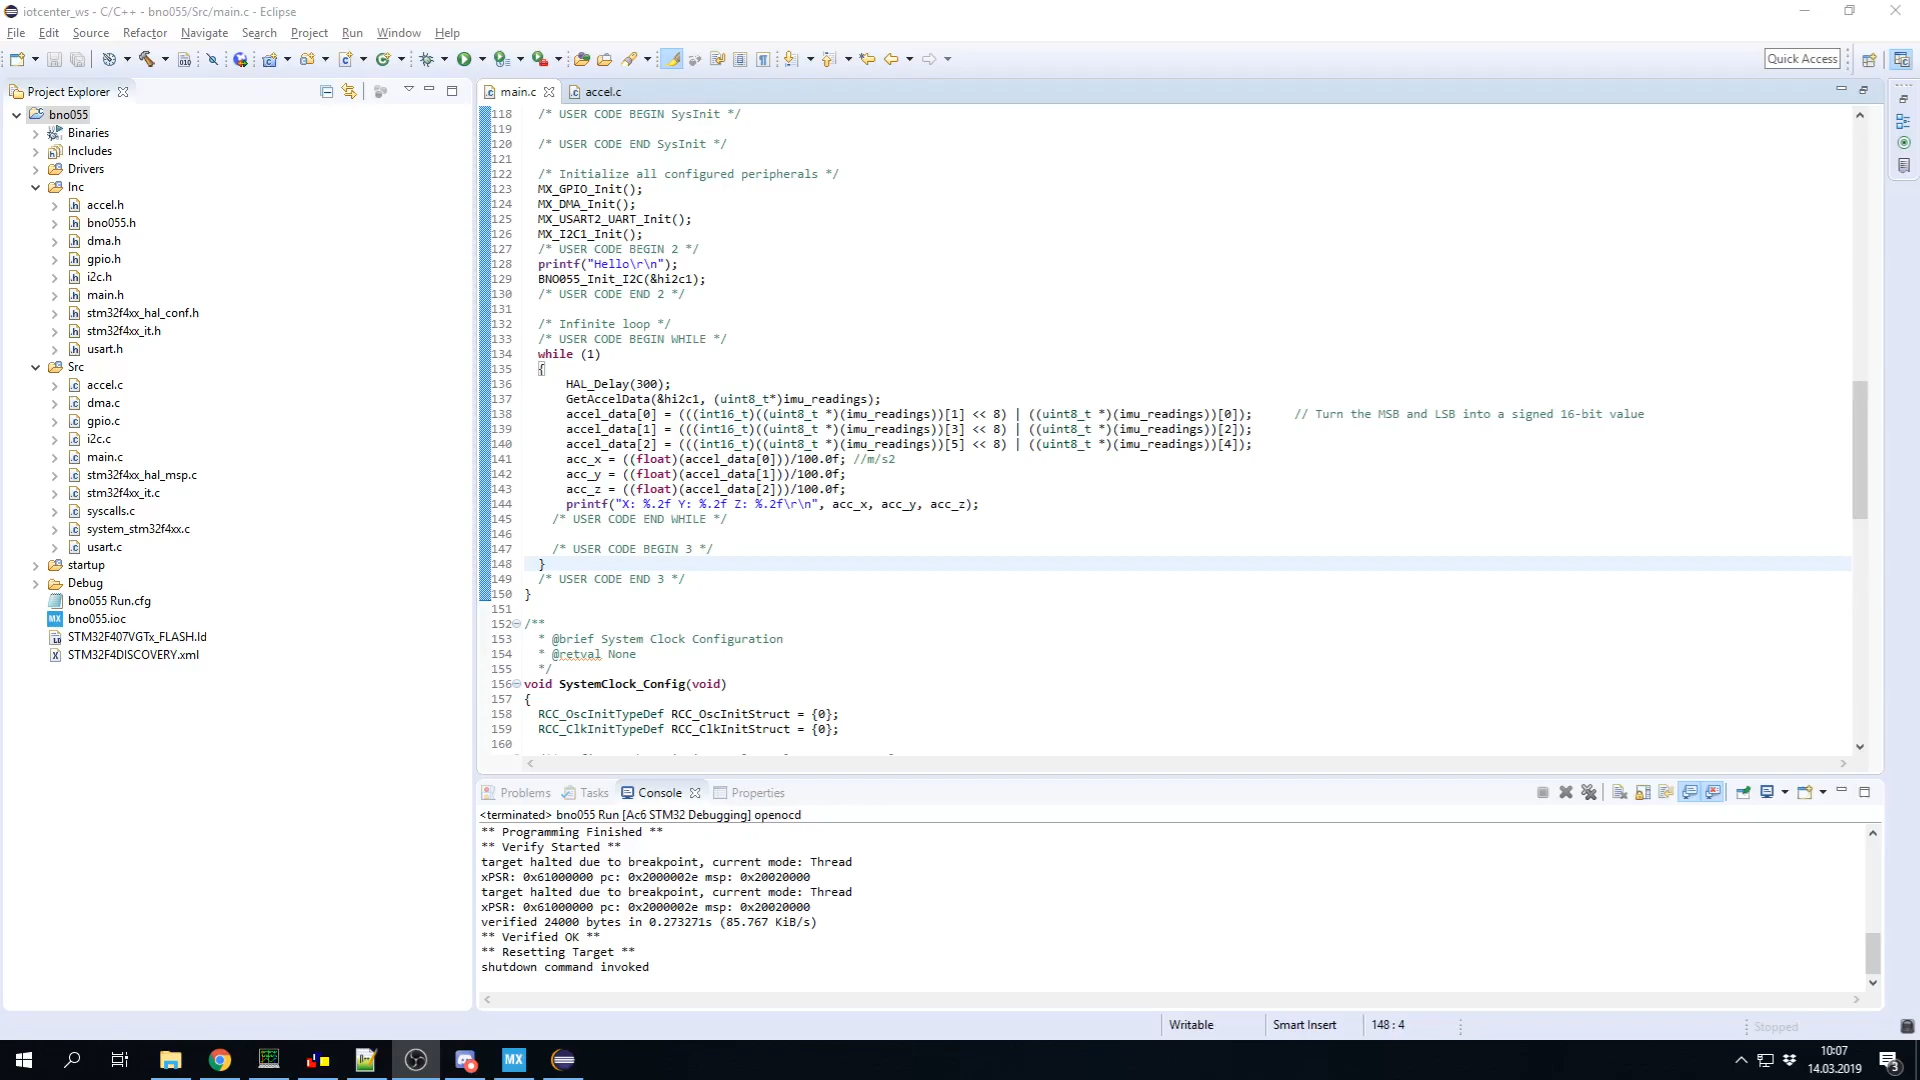 iotcenter_ws - C/C++ - bno055/Src/main.c - Eclipse
File Edit Source Refactor Navigate Search Project Run Window Help
Quick Access
Project Explorer
main.c
accel.c
bno055
Binaries
Includes
Drivers
Inc
accel.h
bno055.h
dma.h
gpio.h
i2c.h
main.h
stm32f4xx_hal_conf.h
stm32f4xx_it.h
usart.h
Src
accel.c
dma.c
gpio.c
i2c.c
main.c
stm32f4xx_hal_msp.c
stm32f4xx_it.c
syscalls.c
system_stm32f4xx.c
usart.c
startup
Debug
bno055 Run.cfg
MX bno055.ioc
STM32F407VGTx_FLASH.ld
STM32F4DISCOVERY.xml
118 /* USER CODE BEGIN SysInit */
119
120 /* USER CODE END SysInit */
121
122 /* Initialize all configured peripherals */
123 MX_GPIO_Init();
124 MX_DMA_Init();
125 MX_USART2_UART_Init();
126 MX_I2C1_Init();
127 /* USER CODE BEGIN 2 */
128 printf("Hello\r\n");
129 BNO055_Init_I2C(&hi2c1);
130 /* USER CODE END 2 */
131
132 /* Infinite loop */
133 /* USER CODE BEGIN WHILE */
134 while (1)
135 {
136 HAL_Delay(300);
137 GetAccelData(&hi2c1, (uint8_t*)imu_readings);
138 accel_data[0] = (((int16_t)((uint8_t *)(imu_readings))[1] << 8) | ((uint8_t *)(imu_readings))[0]); // Turn the MSB and LSB into a signed 16-bit value
139 accel_data[1] = (((int16_t)((uint8_t *)(imu_readings))[3] << 8) | ((uint8_t *)(imu_readings))[2]);
140 accel_data[2] = (((int16_t)((uint8_t *)(imu_readings))[5] << 8) | ((uint8_t *)(imu_readings))[4]);
141 acc_x = ((float)(accel_data[0]))/100.0f; //m/s2
142 acc_y = ((float)(accel_data[1]))/100.0f;
143 acc_z = ((float)(accel_data[2]))/100.0f;
144 printf("X: %.2f Y: %.2f Z: %.2f\r\n", acc_x, acc_y, acc_z);
145 /* USER CODE END WHILE */
146
147 /* USER CODE BEGIN 3 */
148 }
149 /* USER CODE END 3 */
150 }
151
152 /**
153 * @brief System Clock Configuration
154 * @retval None
155 */
156 void SystemClock_Config(void)
157 {
158 RCC_OscInitTypeDef RCC_OscInitStruct = {0};
159 RCC_ClkInitTypeDef RCC_ClkInitStruct = {0};
160
Problems Tasks Console Properties
<terminated> bno055 Run [Ac6 STM32 Debugging] openocd
** Programming Finished **
** Verify Started **
target halted due to breakpoint, current mode: Thread
xPSR: 0x61000000 pc: 0x2000002e msp: 0x20020000
target halted due to breakpoint, current mode: Thread
xPSR: 0x61000000 pc: 0x2000002e msp: 0x20020000
verified 24000 bytes in 0.273271s (85.767 KiB/s)
** Verified OK **
** Resetting Target **
shutdown command invoked
Writable Smart Insert 148 : 4 Stopped
MX
10:07
14.03.2019
3